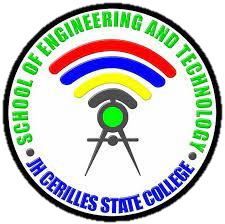 SCHOOL OF ENGINEERING AND TECHNOLOGY
JH CERILLES STATE COLLEGE